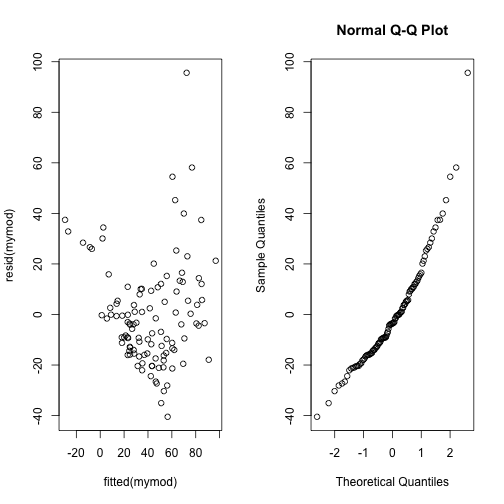 resid(mymod)
-40 -20 0 20 40 60 80 100
-20 0 20 40 60 80
fitted(mymod)
Normal Q-Q Plot
Sample Quantiles
-40 -20 0 20 40 60 80 100
-2 -1 0 1 2
Theoretical Quantiles